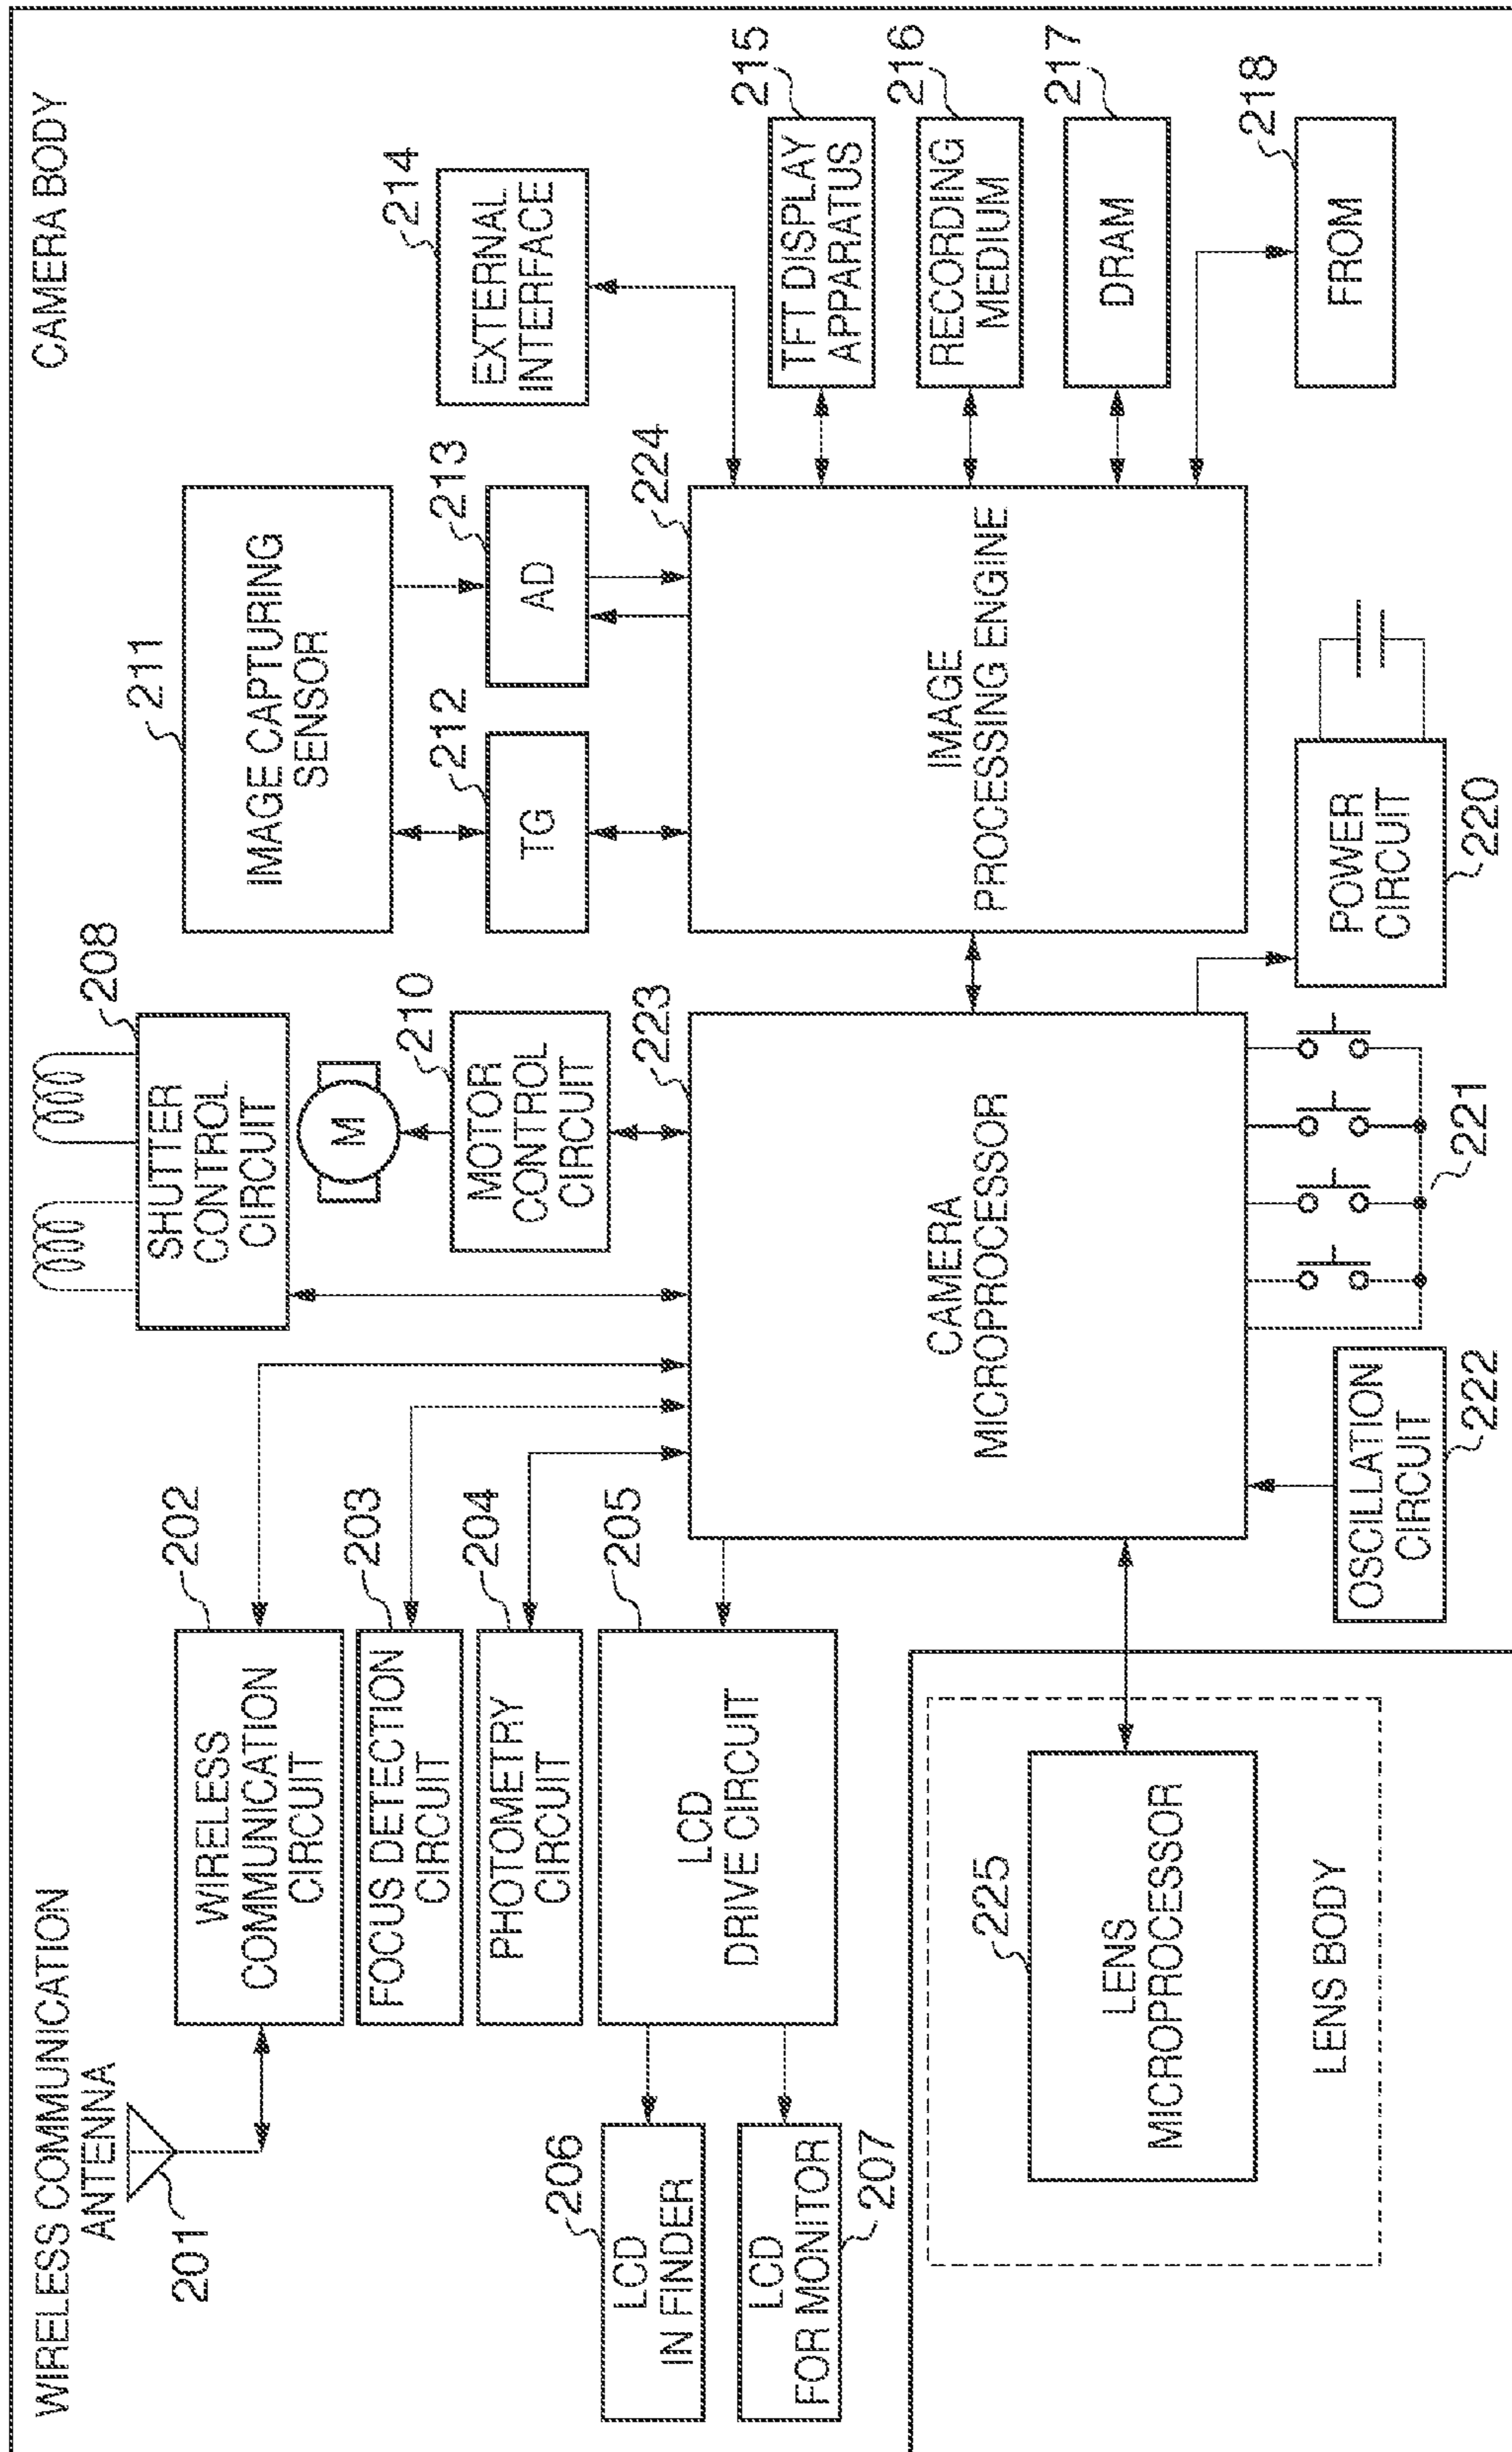 WIRELESS COMMUNICATION
ANTENNA
201
CAMERA BODY
202
WIRELESS
COMMUNICATION
CIRCUIT
203
FOCUS DETECTION
CIRCUIT
204
PHOTOMETRY
CIRCUIT
205
LCD
DRIVE CIRCUIT
206
LCD
IN FINDER
LCD
FOR MONITOR
207
208
SHUTTER
CONTROL
CIRCUIT
M
210
MOTOR
CONTROL
CIRCUIT
211
IMAGE CAPTURING
SENSOR
212
TG
213
AD
214
EXTERNAL
INTERFACE
215
TFT DISPLAY
APPARATUS
216
RECORDING
MEDIUM
217
DRAM
218
FROM
223
CAMERA
MICROPROCESSOR
224
IMAGE
PROCESSING ENGINE
POWER
CIRCUIT
220
221
OSCILLATION
CIRCUIT
222
225
LENS
MICROPROCESSOR
LENS BODY